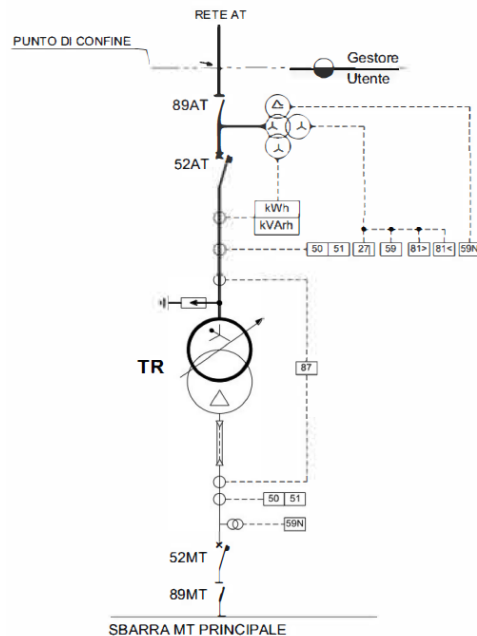 RETE AT
PUNTO DI CONFINE
Gestore
Utente
89AT
52AT
kWh
kVArh
50 51 27 59 81> 81< 59N
TR
87
50 51
59N
52MT
89MT
SBARRA MT PRINCIPALE